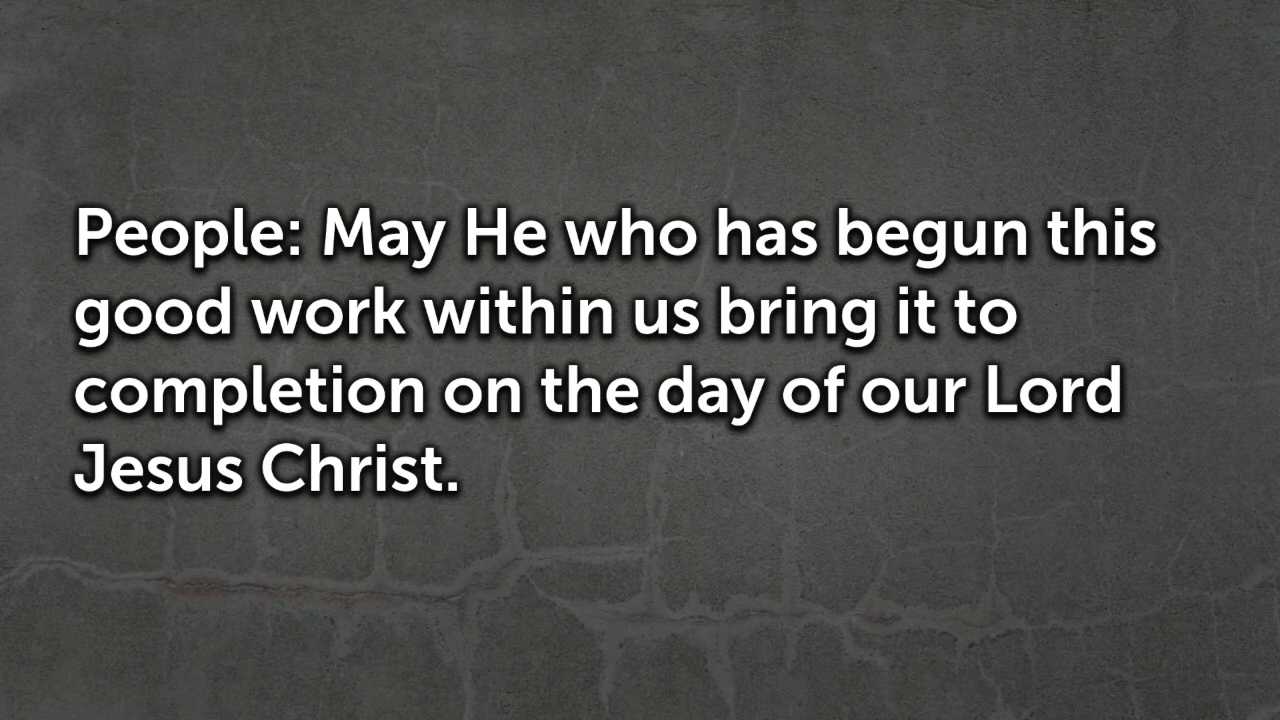 People: May He who has begun this
good work within us bring it to
completion on the day of our Lord
Jesus Christ.